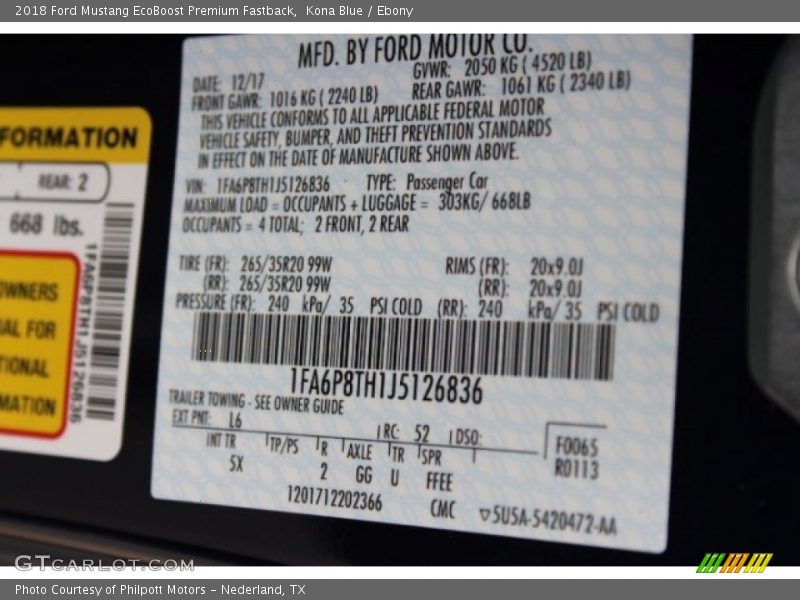 2018 Ford Mustang EcoBoost Premium Fastback,  Kona Blue / Ebony
MFD. BY FORD MOTOR CO.
DATE: 12/17
GVWR: 2050 KG ( 4520 LB)
FRONT GAWR: 1016 KG ( 2240 LB)
REAR GAWR: 1061 KG ( 2340 LB)
THIS VEHICLE CONFORMS TO ALL APPLICABLE FEDERAL MOTOR
VEHICLE SAFETY, BUMPER, AND THEFT PREVENTION STANDARDS
IN EFFECT ON THE DATE OF MANUFACTURE SHOWN ABOVE.
VIN: 1FA6P8TH1J5126836 TYPE: Passenger Car
MAXIMUM LOAD = OCCUPANTS + LUGGAGE = 303KG/ 668LB
OCCUPANTS = 4 TOTAL; 2 FRONT, 2 REAR
TIRE (FR): 265/35R20 99W RIMS (FR): 20x9.0J
(RR): 265/35R20 99W (RR): 20x9.0J
PRESSURE (FR): 240 kPa/ 35 PSI COLD (RR): 240 kPa/ 35 PSI COLD
1FA6P8TH1J5126836
TRAILER TOWING - SEE OWNER GUIDE
EXT PNT: L6 RC: 52 DSO:
F0065
R0113
INT TR TP/PS R AXLE TR SPR
5X 2 GG U FFEE
1201712202366 CMC ▽5U5A-5420472-AA
FORMATION
REAR: 2
668 lbs.
1FA6P8TH1J5126836
OWNERS
AL FOR
TIONAL
MATION
GTCARLOT.COM
Photo Courtesy of Philpott Motors - Nederland, TX